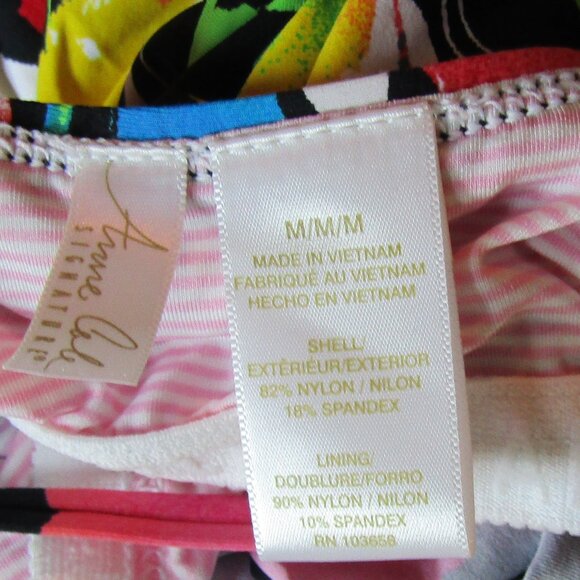 Anne Cole
SIGNATURE
M/M/M
MADE IN VIETNAM
FABRIQUÉ AU VIETNAM
HECHO EN VIETNAM
SHELL/
EXTÉRIEUR/EXTERIOR
82% NYLON / NILON
18% SPANDEX
LINING/
DOUBLURE/FORRO
90% NYLON / NILON
10% SPANDEX
RN 103658